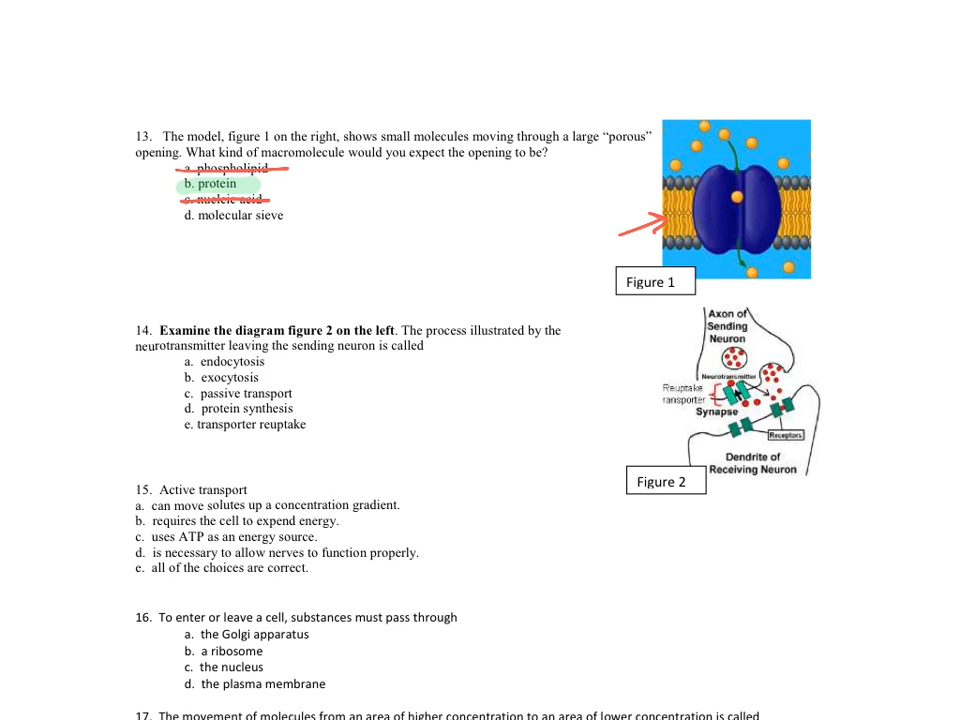 13. The model, figure 1 on the right, shows small molecules moving through a large “porous”
opening. What kind of macromolecule would you expect the opening to be?
a. phospholipid
b. protein
c. nucleic acid
d. molecular sieve
Figure 1
14. Examine the diagram figure 2 on the left. The process illustrated by the
neurotransmitter leaving the sending neuron is called
a. endocytosis
b. exocytosis
c. passive transport
d. protein synthesis
e. transporter reuptake
Axon of
Sending
Neuron
Neurotransmitter
Reuptake
ransporter
Synapse
Receptors
Dendrite of
Receiving Neuron
Figure 2
15. Active transport
a. can move solutes up a concentration gradient.
b. requires the cell to expend energy.
c. uses ATP as an energy source.
d. is necessary to allow nerves to function properly.
e. all of the choices are correct.
16. To enter or leave a cell, substances must pass through
a. the Golgi apparatus
b. a ribosome
c. the nucleus
d. the plasma membrane
17. The movement of molecules from an area of higher concentration to an area of lower concentration is called